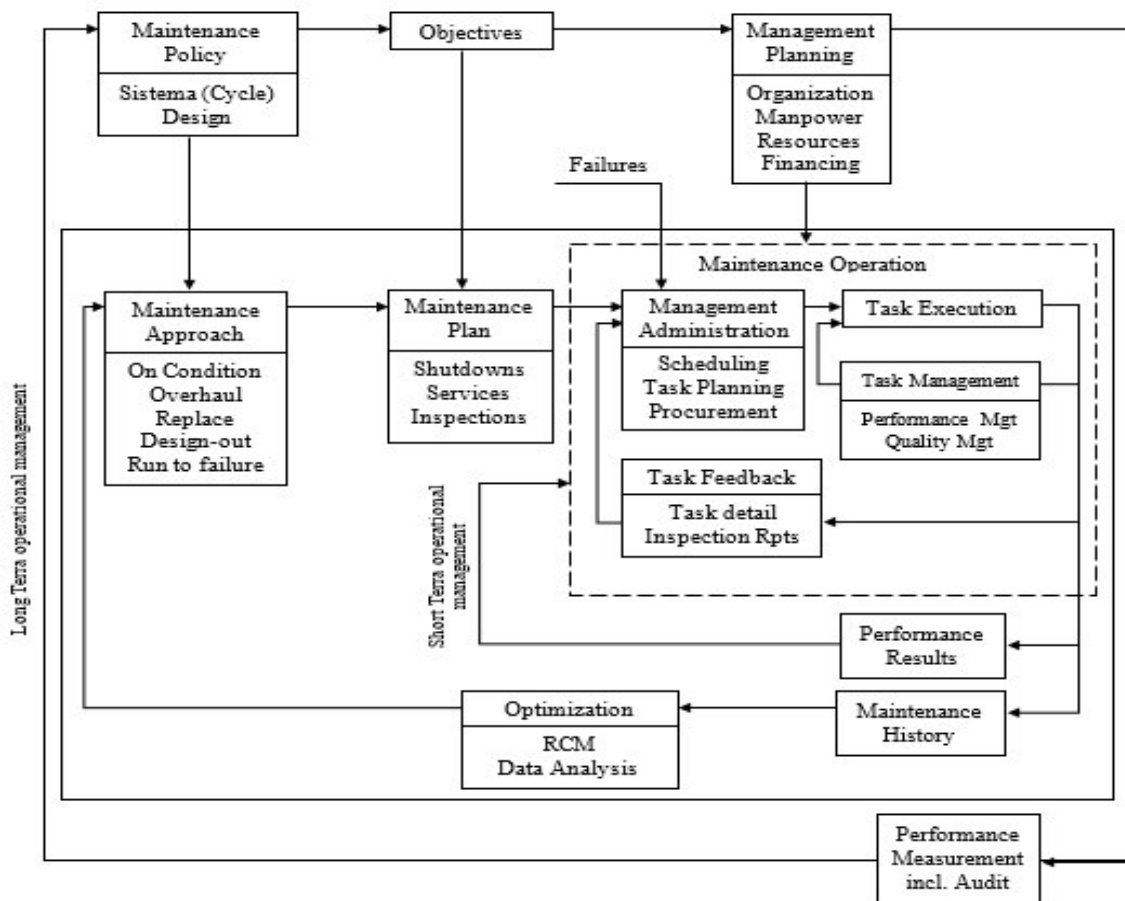 Maintenance
Policy
Sistema (Cycle)
Design
Objectives
Management
Planning
Organization
Manpower
Resources
Financing
Failures
Maintenance Operation
Maintenance
Approach
On Condition
Overhaul
Replace
Design-out
Run to failure
Maintenance
Plan
Shutdowns
Services
Inspections
Management
Administration
Scheduling
Task Planning
Procurement
Task Execution
Task Management
Performance Mgt
Quality Mgt
Task Feedback
Task detail
Inspection Rpts
Long Terra operational management
Short Terra operational
management
Performance
Results
Optimization
RCM
Data Analysis
Maintenance
History
Performance
Measurement
incl. Audit